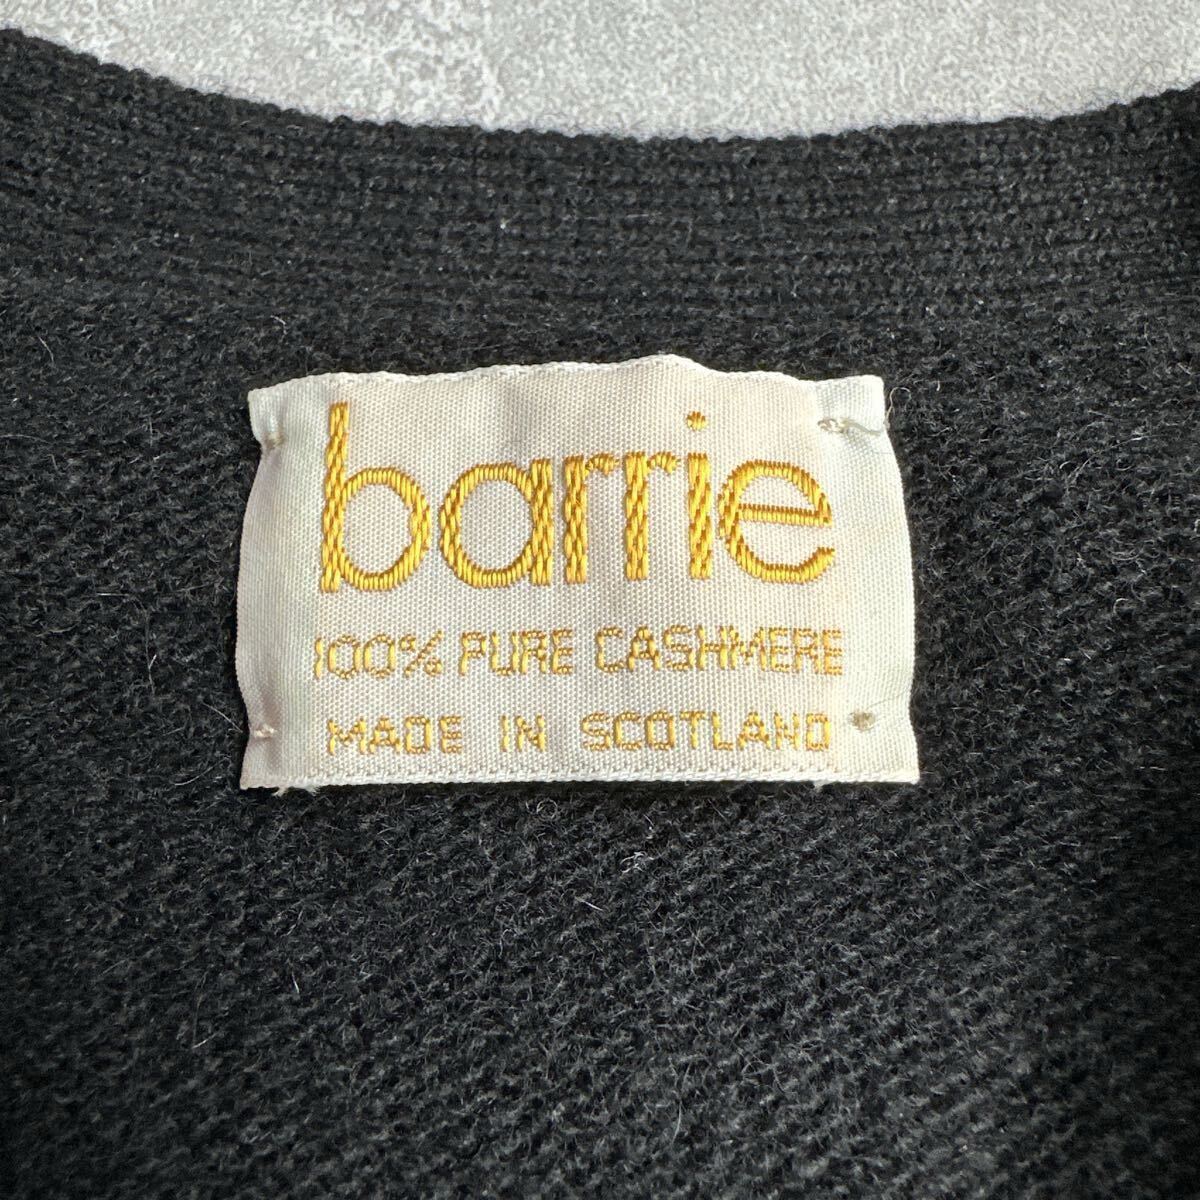 barrie
100% PURE CASHMERE
MADE IN SCOTLAND